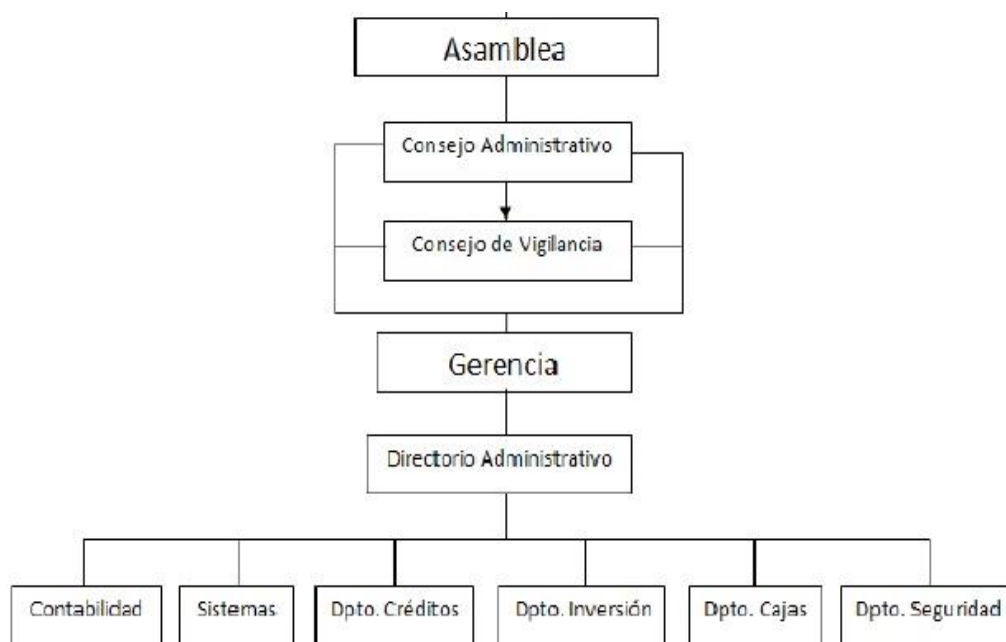 Asamblea
Consejo Administrativo
Consejo de Vigilancia
Gerencia
Directorio Administrativo
Contabilidad
Sistemas
Dpto. Créditos
Dpto. Inversión
Dpto. Cajas
Dpto. Seguridad